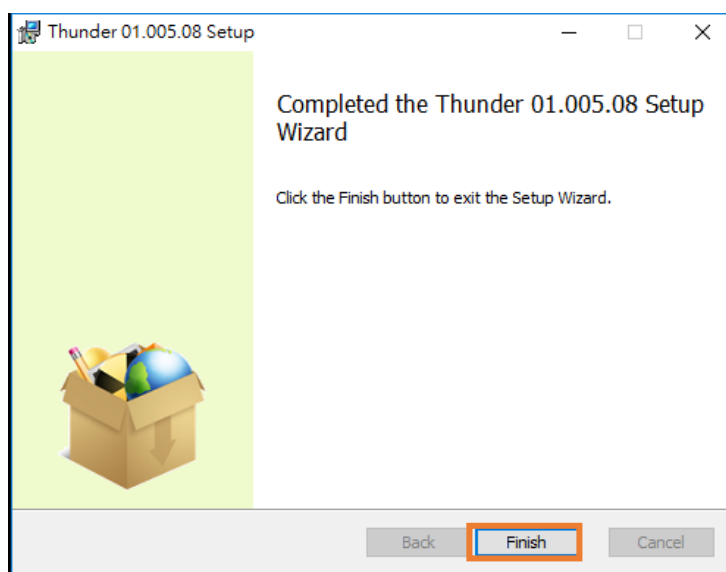 Thunder 01.005.08 Setup
Completed the Thunder 01.005.08 Setup
Wizard
Click the Finish button to exit the Setup Wizard.
Back
Finish
Cancel